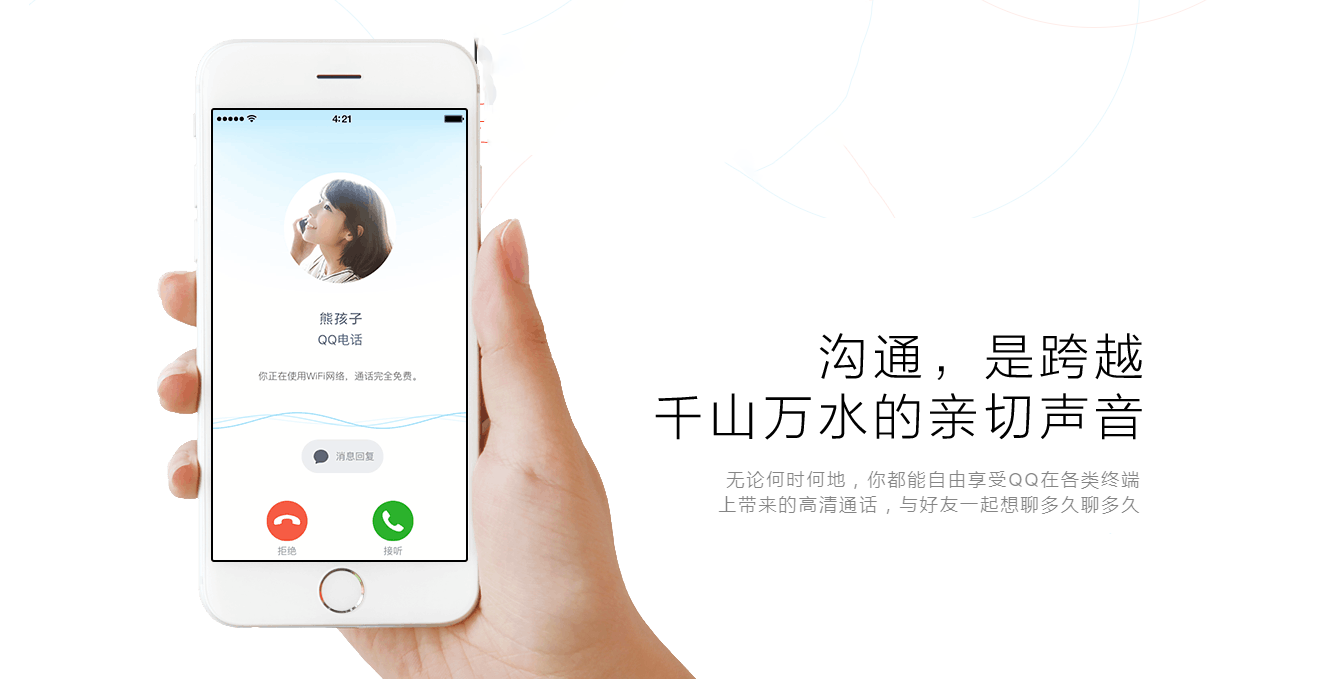 4:21
熊孩子
QQ电话
你正在使用WiFi网络，通话完全免费。
消息回复
拒绝
接听
沟通，是跨越
千山万水的亲切声音
无论何时何地，你都能自由享受QQ在各类终端
上带来的高清通话，与好友一起想聊多久聊多久